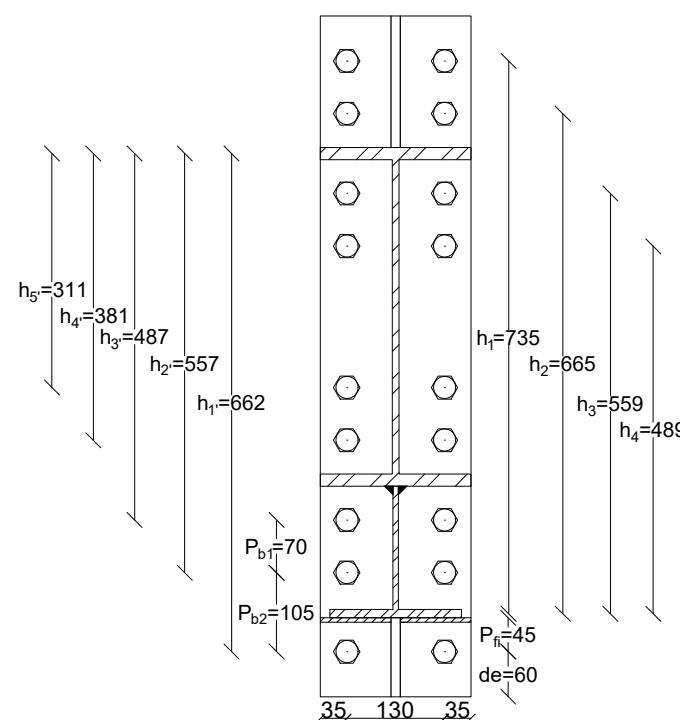 h5'=311
h4'=381
h3'=487
h2'=557
h1'=662
h1=735
h2=665
h3=559
h4=489
Pb1=70
Pb2=105
Pfi=45
de=60
35 130 35